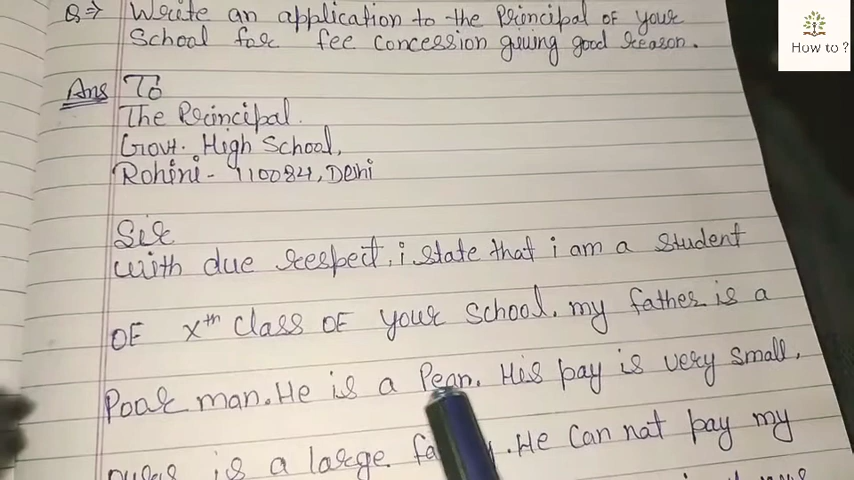 Q⇒ Write an application to the Principal of your
School for fee concession giving good reason.
How to ?
Ans To
The Principal.
Govt. High School,
Rohini - 110084, Delhi
Sir
with due respect, i state that i am a student
OF Xth class OF your school. my father is a
Poor man. He is a Pean. His pay is very small.
is a large He can not pay my